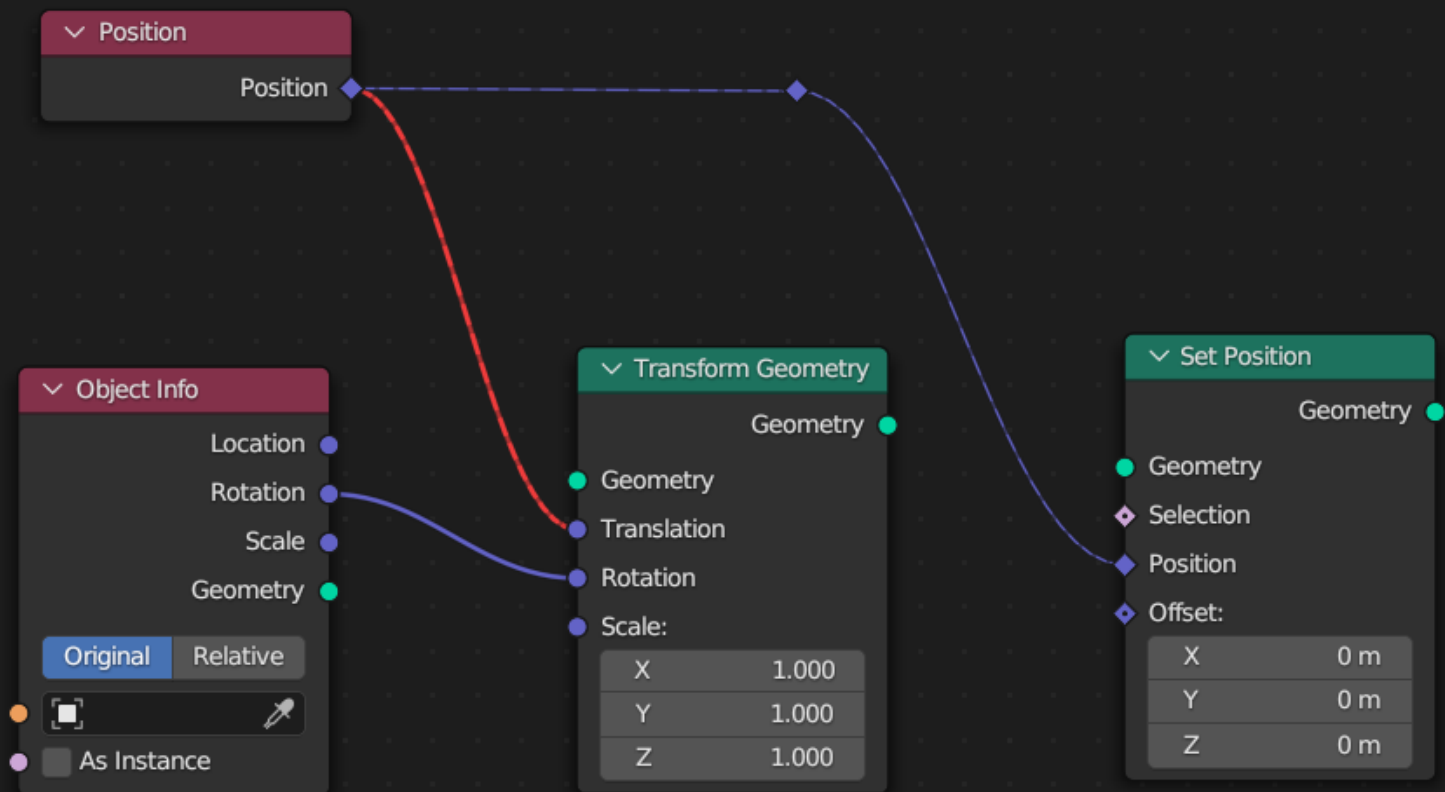 Position
Position
Object Info
Location
Rotation
Scale
Geometry
Original Relative
As Instance
Transform Geometry
Geometry
Geometry
Translation
Rotation
Scale:
X 1.000
Y 1.000
Z 1.000
Set Position
Geometry
Geometry
Selection
Position
Offset:
X 0 m
Y 0 m
Z 0 m